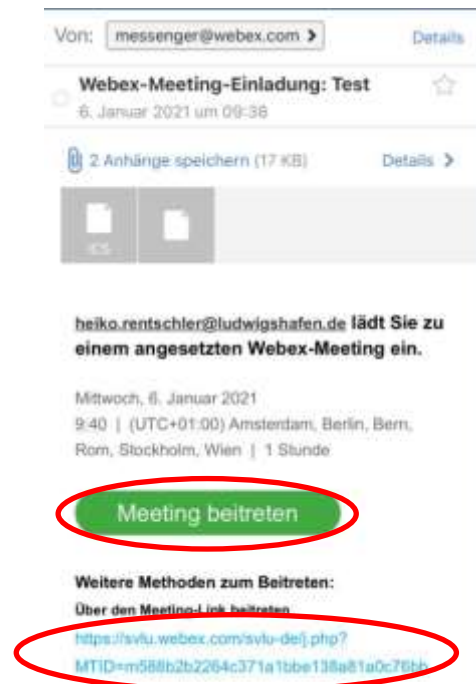 Von: messenger@webex.com > Details
Webex-Meeting-Einladung: Test
6. Januar 2021 um 09:38
2 Anhänge speichern (17 KB) Details >
ICS
heiko.rentschler@ludwigshafen.de lädt Sie zu
einem angesetzten Webex-Meeting ein.
Mittwoch, 6. Januar 2021
9:40 | (UTC+01:00) Amsterdam, Berlin, Bern,
Rom, Stockholm, Wien | 1 Stunde
Meeting beitreten
Weitere Methoden zum Beitreten:
Über den Meeting-Link beitreten
https://svlu.webex.com/svlu-de/j.php?
MTID=m588b2b2264c371a1bbe138a81a0c76bb